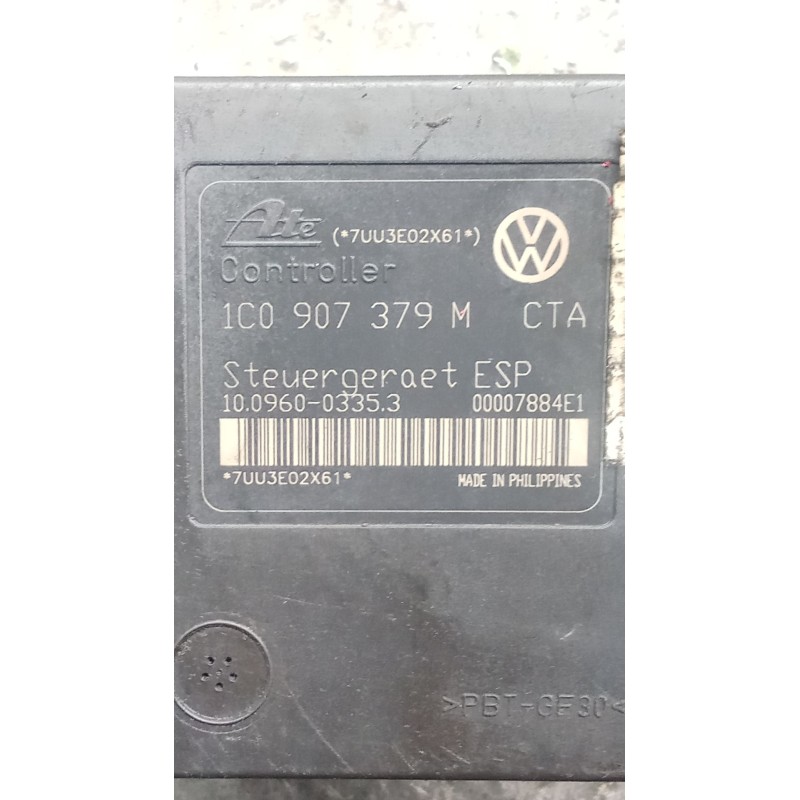 Ate (*7UU3E02X61*)
Controller
1C0 907 379 M CTA
Steuergeraet ESP
10.0960-0335.3 00007884E1
*7UU3E02X61* MADE IN PHILIPPINES
>PBT-GF30<